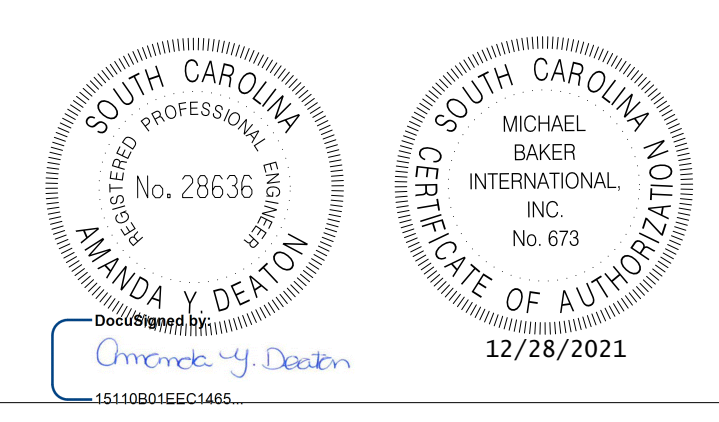 SOUTH CAROLINA
REGISTERED PROFESSIONAL ENGINEER
No. 28636
AMANDA Y. DEATON
DocuSigned by:
Amanda Y. Deaton
15110B01EEC1465...
SOUTH CAROLINA
CERTIFICATE OF AUTHORIZATION
MICHAEL
BAKER
INTERNATIONAL,
INC.
No. 673
12/28/2021